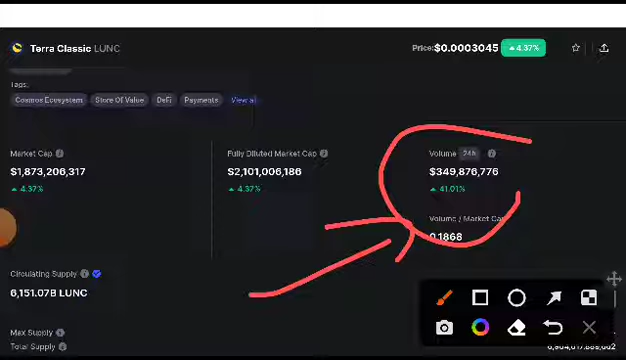 Terra Classic LUNC
Price:$0.0003045 ▲4.37%
Tags:
Cosmos Ecosystem Store Of Value DeFi Payments View all
Market Cap Fully Diluted Market Cap Volume 24h
$1,873,206,317 $2,101,006,186 $349,876,776
▲ 4.37% ▲ 4.37% ▲ 41.01%
Volume / Market Cap
0.1868
Circulating Supply
6,151.07B LUNC
Max Supply
Total Supply